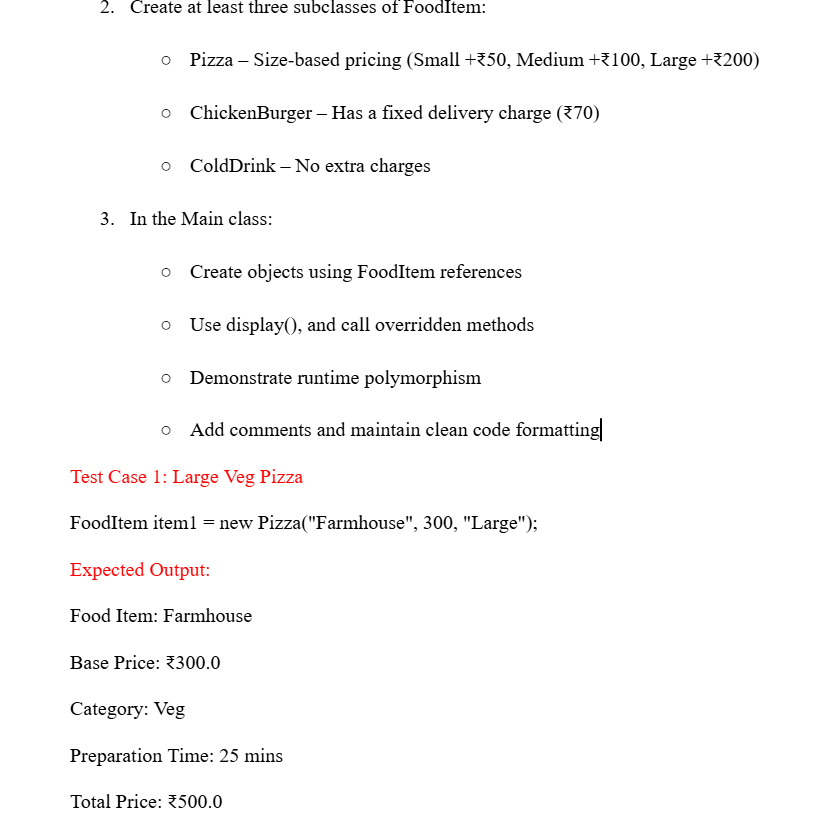 2. Create at least three subclasses of FoodItem:
○ Pizza – Size-based pricing (Small +₹50, Medium +₹100, Large +₹200)
○ ChickenBurger – Has a fixed delivery charge (₹70)
○ ColdDrink – No extra charges
3. In the Main class:
○ Create objects using FoodItem references
○ Use display(), and call overridden methods
○ Demonstrate runtime polymorphism
○ Add comments and maintain clean code formatting
Test Case 1: Large Veg Pizza
FoodItem item1 = new Pizza("Farmhouse", 300, "Large");
Expected Output:
Food Item: Farmhouse
Base Price: ₹300.0
Category: Veg
Preparation Time: 25 mins
Total Price: ₹500.0